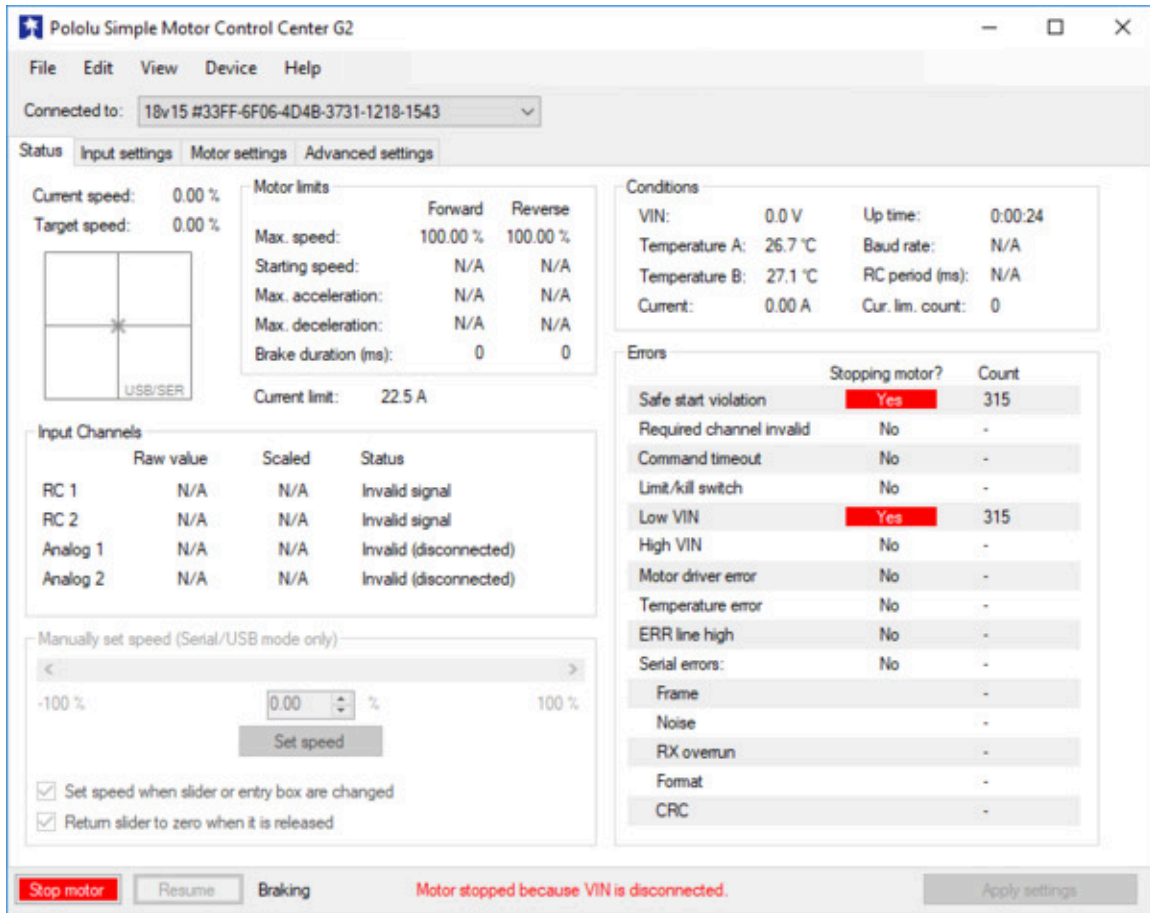 Pololu Simple Motor Control Center G2
File Edit View Device Help
Connected to: 18v15 #33FF-6F06-4D4B-3731-1218-1543
Status Input settings Motor settings Advanced settings
Current speed: 0.00 %
Target speed: 0.00 %
USB/SER
Motor limits
Forward Reverse
Max. speed: 100.00 % 100.00 %
Starting speed: N/A N/A
Max. acceleration: N/A N/A
Max. deceleration: N/A N/A
Brake duration (ms): 0 0
Current limit: 22.5 A
Input Channels
Raw value Scaled Status
RC 1 N/A N/A Invalid signal
RC 2 N/A N/A Invalid signal
Analog 1 N/A N/A Invalid (disconnected)
Analog 2 N/A N/A Invalid (disconnected)
Manually set speed (Serial/USB mode only)
-100 % 0.00 % 100 %
Set speed
Set speed when slider or entry box are changed
Return slider to zero when it is released
Conditions
VIN: 0.0 V Up time: 0:00:24
Temperature A: 26.7 °C Baud rate: N/A
Temperature B: 27.1 °C RC period (ms): N/A
Current: 0.00 A Cur. lim. count: 0
Errors
Stopping motor? Count
Safe start violation Yes 315
Required channel invalid No -
Command timeout No -
Limit/kill switch No -
Low VIN Yes 315
High VIN No -
Motor driver error No -
Temperature error No -
ERR line high No -
Serial errors: No -
Frame -
Noise -
RX overrun -
Format -
CRC -
Stop motor Resume Braking Motor stopped because VIN is disconnected. Apply settings